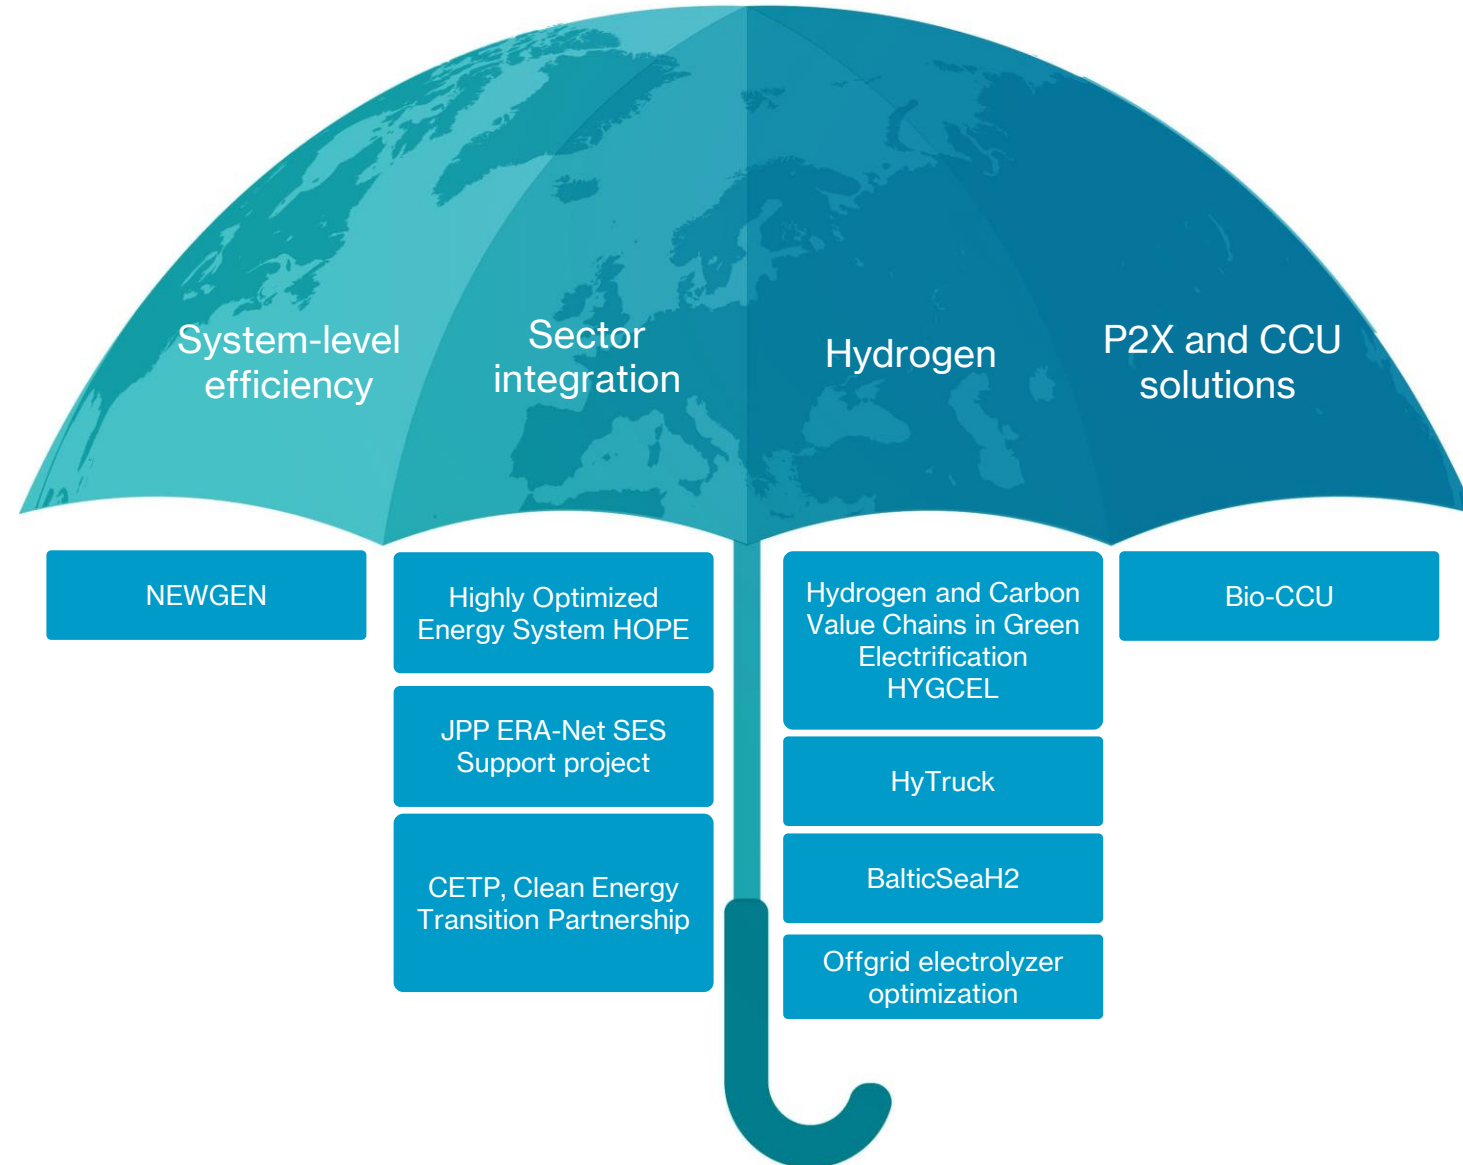 System-level
efficiency
Sector
integration
Hydrogen
P2X and CCU
solutions
NEWGEN
Highly Optimized
Energy System HOPE
JPP ERA-Net SES
Support project
CETP, Clean Energy
Transition Partnership
Hydrogen and Carbon
Value Chains in Green
Electrification
HYGCEL
HyTruck
BalticSeaH2
Offgrid electrolyzer
optimization
Bio-CCU